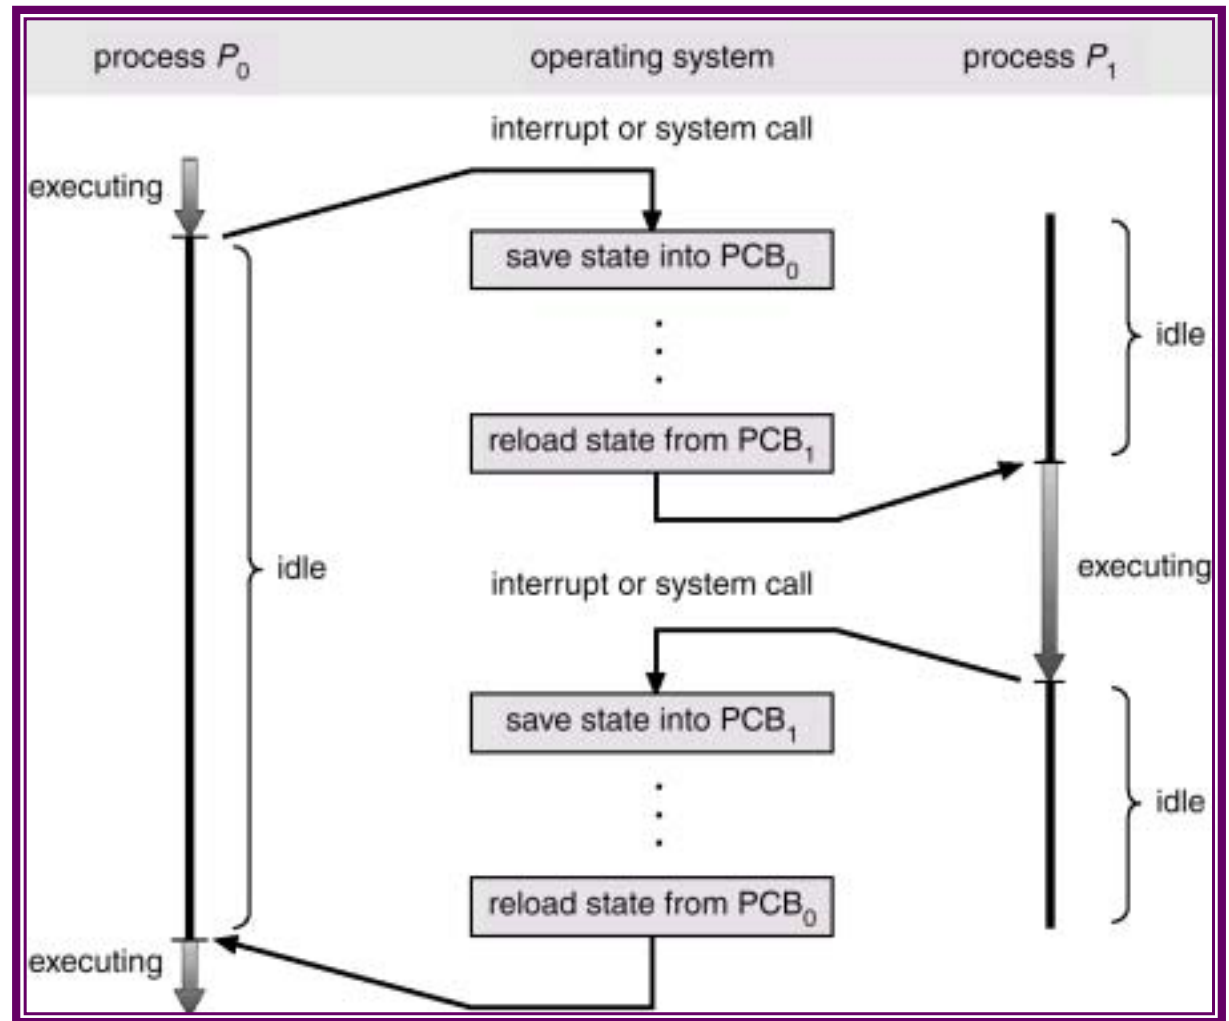 process P0
operating system
process P1
interrupt or system call
executing
save state into PCB0
idle
reload state from PCB1
idle
executing
interrupt or system call
save state into PCB1
idle
reload state from PCB0
executing